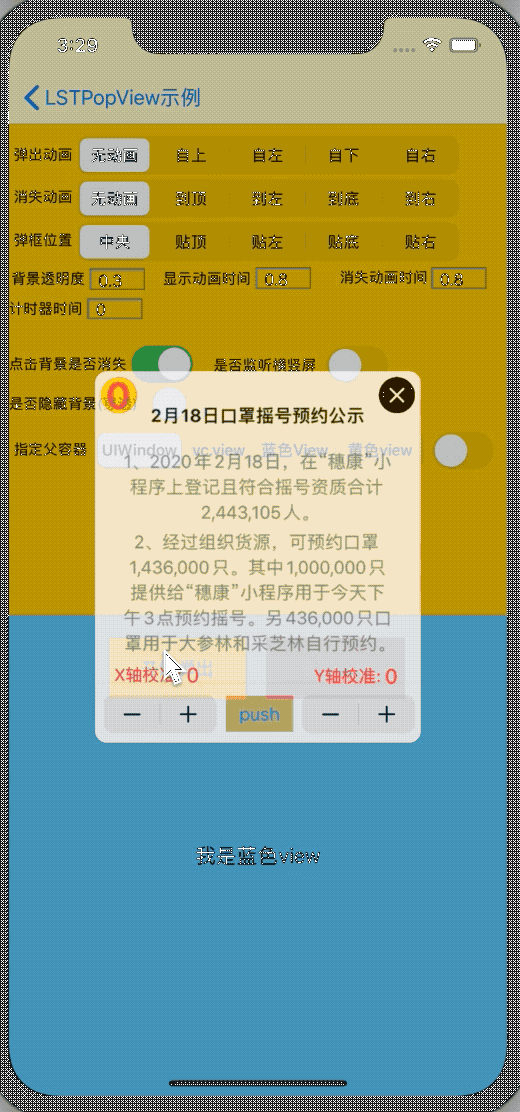 3:29
LSTPopView示例
弹出动画 无动画 自上 自左 自下 自右
消失动画 无动画 到顶 到左 到底 到右
弹框位置 中央 贴顶 贴左 贴底 贴右
背景透明度 0.3 显示动画时间 0.8 消失动画时间 0.8
计时器时间 0
点击背景是否消失 是否监听横竖屏
是否隐藏背景
0
2月18日口罩摇号预约公示
指定父容器 UIWindow vc.view 蓝色View 黄色view
1、2020年2月18日，在“穗康”小
程序上登记且符合摇号资质合计
2,443,105人。
2、经过组织货源，可预约口罩
1,436,000只。其中1,000,000只
提供给“穗康”小程序用于今天下
午3点预约摇号。另436,000只口
罩用于大参林和采芝林自行预约。
X轴校准: 0 Y轴校准: 0
push
我是蓝色view